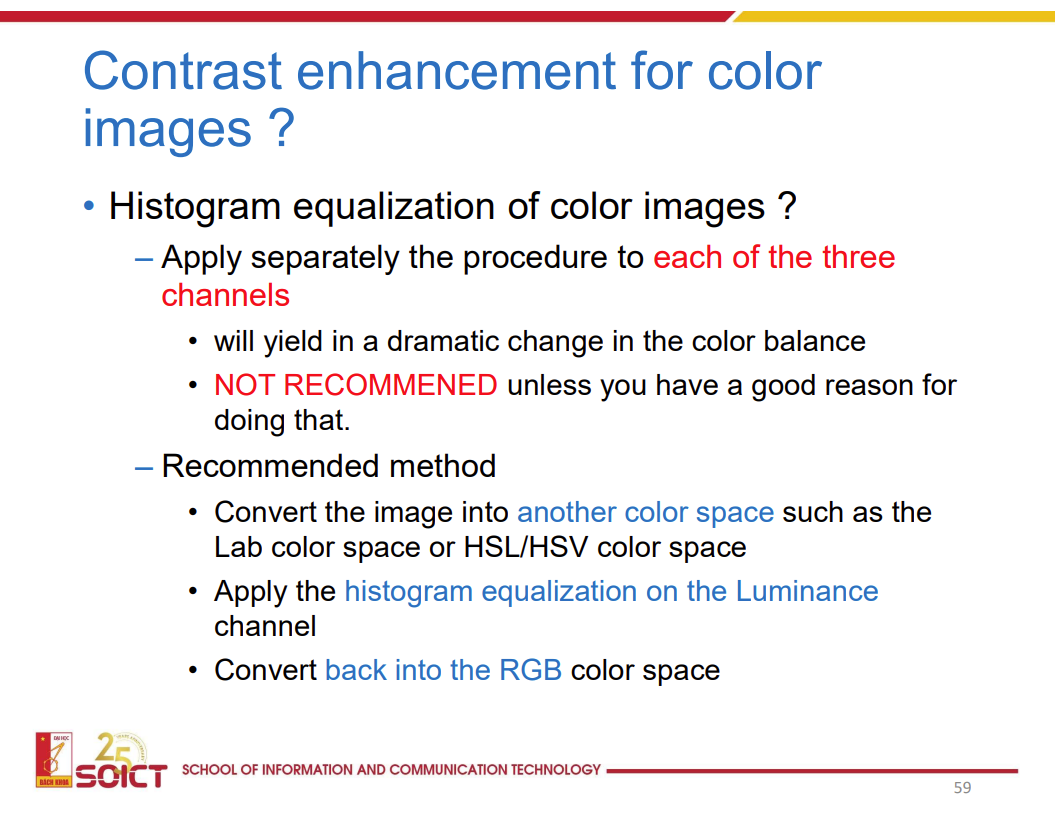 Contrast enhancement for color
images ?
• Histogram equalization of color images ?
– Apply separately the procedure to each of the three
channels
• will yield in a dramatic change in the color balance
• NOT RECOMMENED unless you have a good reason for
doing that.
– Recommended method
• Convert the image into another color space such as the
Lab color space or HSL/HSV color space
• Apply the histogram equalization on the Luminance
channel
• Convert back into the RGB color space
ĐẠI HỌC
BÁCH KHOA
25
YEARS ANNIVERSARY
SOICT
SCHOOL OF INFORMATION AND COMMUNICATION TECHNOLOGY
59